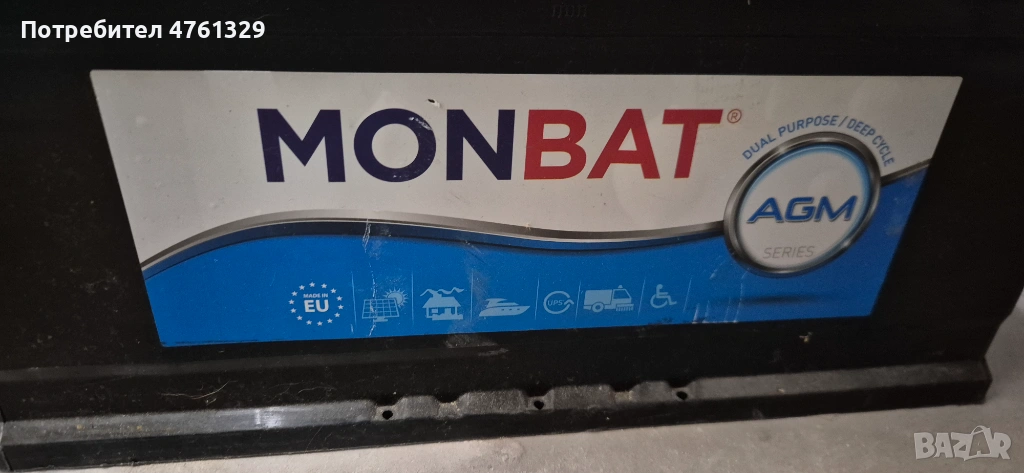 Потребител 4761329
MONBAT®
DUAL PURPOSE / DEEP CYCLE
AGM
SERIES
MADE IN
EU
UPS
BAZAR